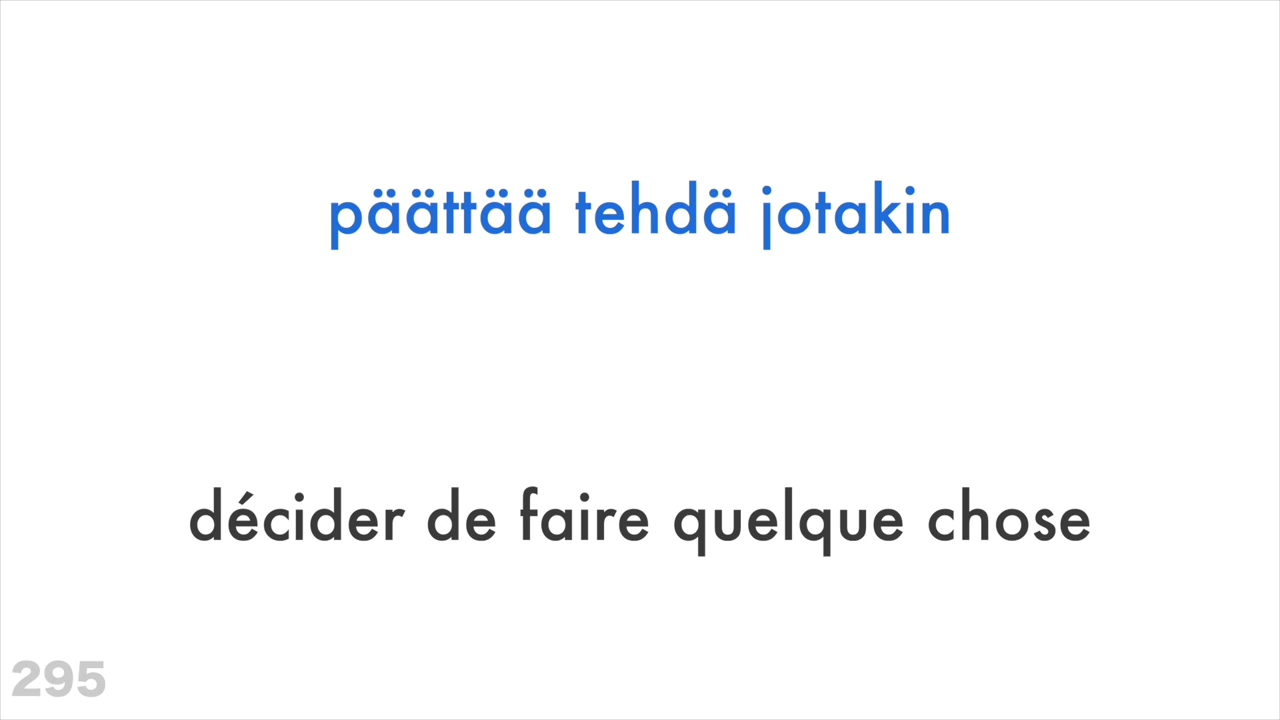 päättää tehdä jotakin
décider de faire quelque chose
295